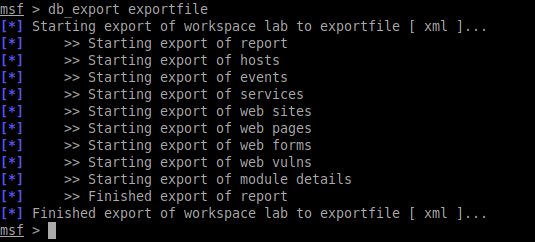 msf > db_export exportfile
[*] Starting export of workspace lab to exportfile [ xml ]...
[*]     >> Starting export of report
[*]     >> Starting export of hosts
[*]     >> Starting export of events
[*]     >> Starting export of services
[*]     >> Starting export of web sites
[*]     >> Starting export of web pages
[*]     >> Starting export of web forms
[*]     >> Starting export of web vulns
[*]     >> Starting export of module details
[*]     >> Finished export of report
[*] Finished export of workspace lab to exportfile [ xml ]...
msf >